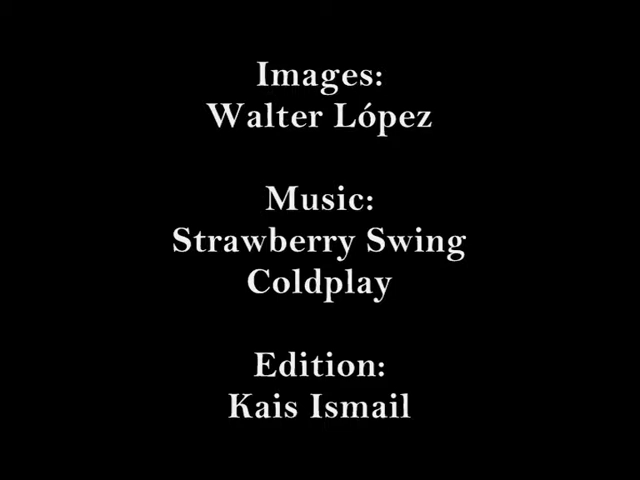 Images:
Walter López
Music:
Strawberry Swing
Coldplay
Edition:
Kais Ismail